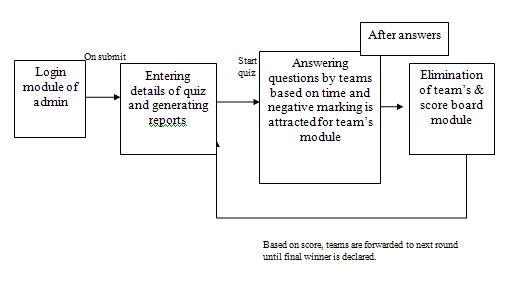 After answers
On submit
Start
quiz
Login
module of
admin
Entering
details of quiz
and generating
reports
Answering
questions by teams
based on time and
negative marking is
attracted for team's
module
Elimination
of team's &
score board
module
Based on score, teams are forwarded to next round
until final winner is declared.